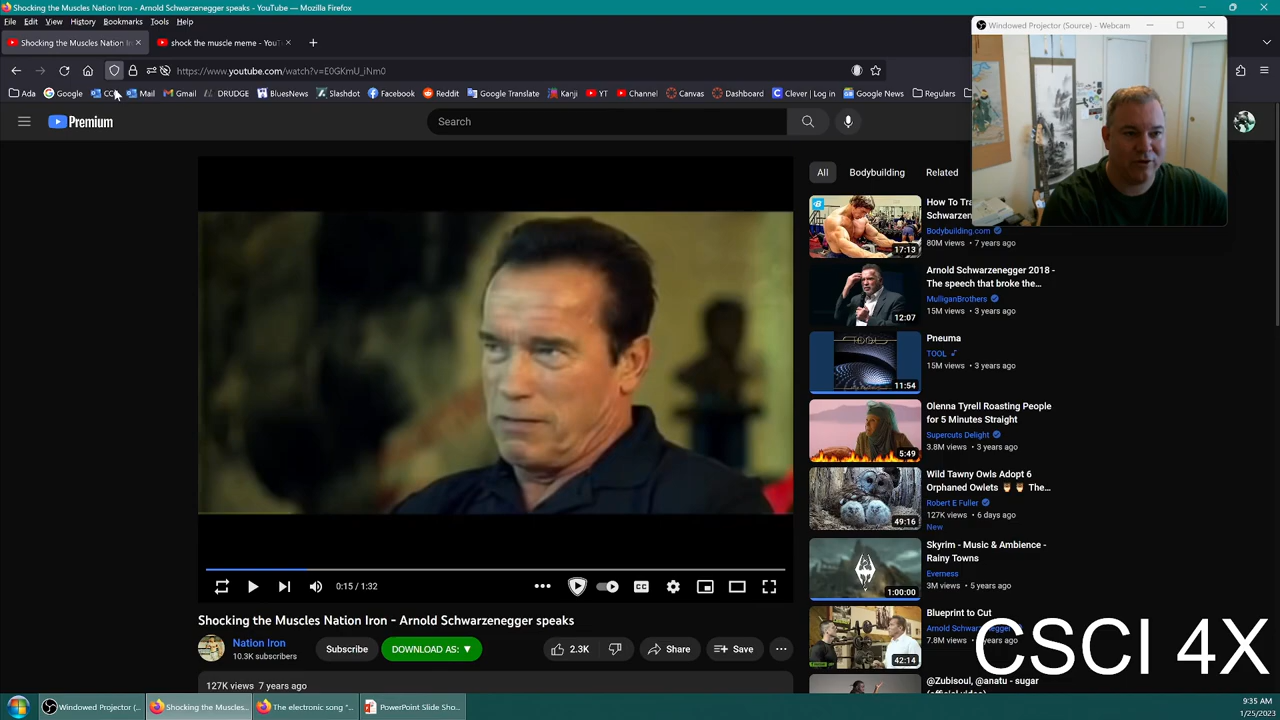 Shocking the Muscles Nation Iron - Arnold Schwarzenegger speaks - YouTube — Mozilla Firefox
File Edit View History Bookmarks Tools Help
Windowed Projector (Source) - Webcam
Shocking the Muscles Nation I
shock the muscle meme - You
https://www.youtube.com/watch?v=E0GKmYsjNm0
Ada Google Mail Gmail DRUDGE BlueNews Slashdot Facebook Reddit Google Translate Kanji YT Channel Canvas Dashboard Clever | Log in Google News Regulars
Premium
Search
All Bodybuilding Related
How To Tra
Schwarzen
Bodybuilding.com
80M views • 7 years ago
17:13
Arnold Schwarzenegger 2018 -
The speech that broke the…
MulliganBrothers
15M views • 3 years ago
12:07
Pneuma
TOOL
15M views • 3 years ago
11:54
Olenna Tyrell Roasting People
for 5 Minutes Straight
Supercuts Delight
3.8M views • 3 years ago
5:49
Wild Tawny Owls Adopt 6
Orphaned Owlets 🦉 🦉 The…
Robert E Fuller
127K views • 6 days ago
New
49:16
Skyrim - Music & Ambience -
Rainy Towns
Everness
3M views • 5 years ago
1:00:00
0:15 / 1:32
CC
Shocking the Muscles Nation Iron - Arnold Schwarzenegger speaks
Nation Iron
10.3K subscribers
Subscribe
DOWNLOAD AS: ▼
1K
Share
Save
127K views 7 years ago
Blueprint to Cut
7.8M years ago
42:14
@Zubisoul, @anatu - sugar
CSCI 4X
Windowed Projector (... Shocking the Muscles... The electronic song "... PowerPoint Slide Sho...
9:35 AM
1/25/2023